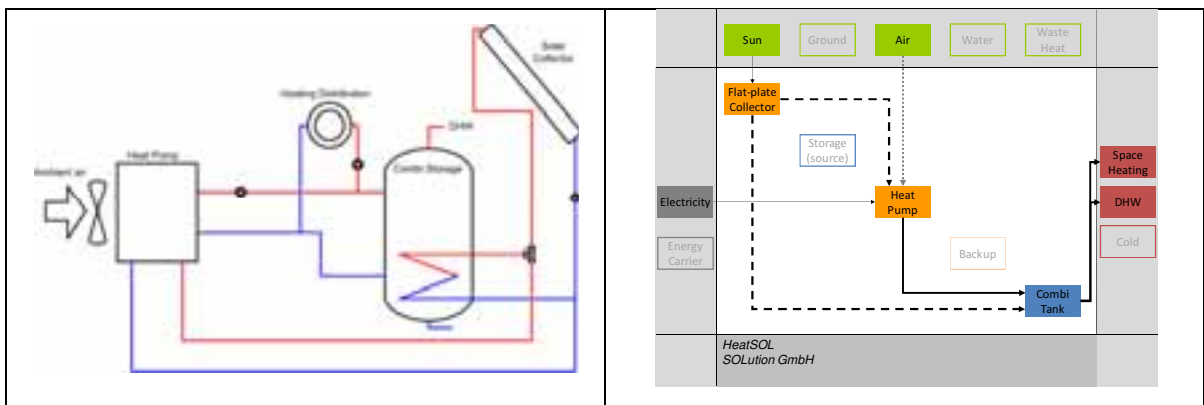 Solar
Collector
Heating Distribution
DHW
Heat Pump
Combi Storage
Ambient air
Sun
Ground
Air
Water
Waste
Heat
Flat-plate
Collector
Storage
(source)
Space
Heating
Electricity
Heat
Pump
DHW
Energy
Carrier
Backup
Cold
Combi
Tank
HeatSOL
SOLution GmbH